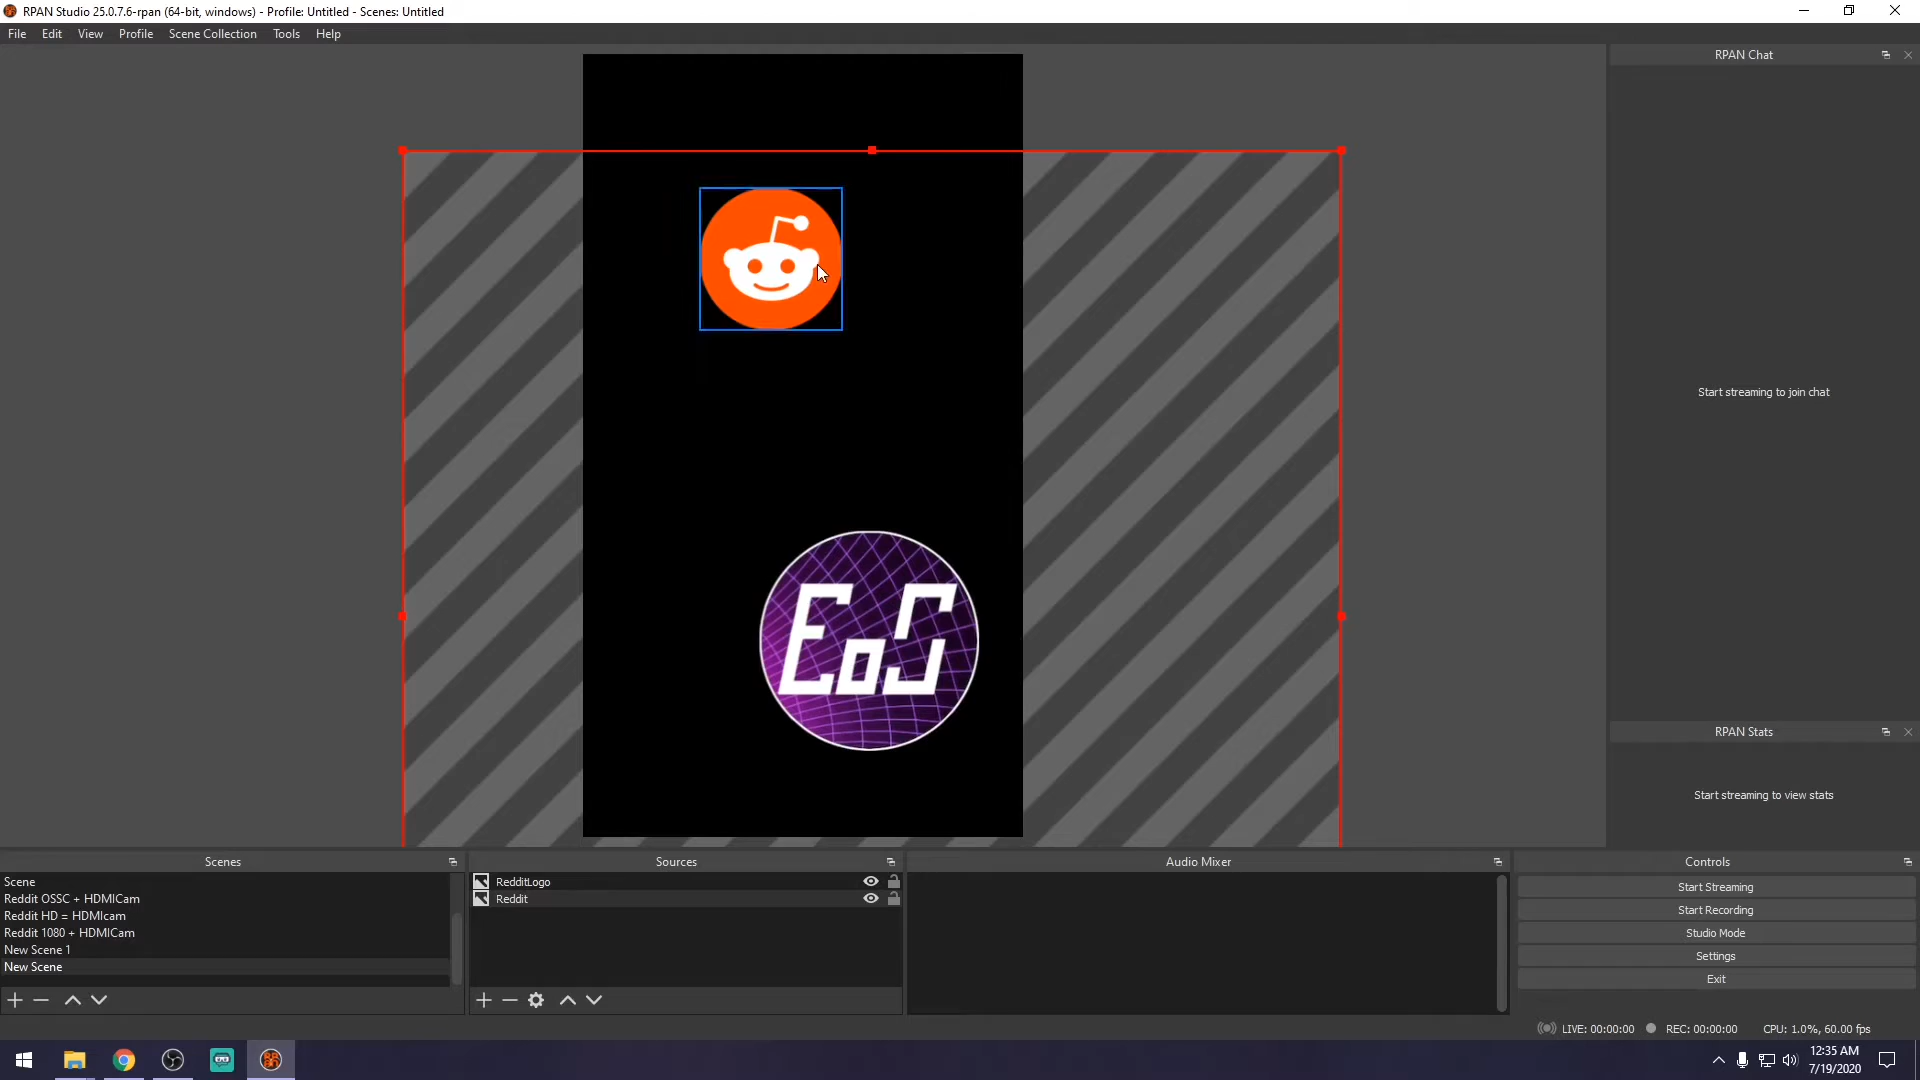 RPAN Studio 25.0.7.6-rpan (64-bit, windows) - Profile: Untitled - Scenes: Untitled
File Edit View Profile Scene Collection Tools Help
RPAN Chat
Start streaming to join chat
EoS
RPAN Stats
Start streaming to view stats
Scenes
Scene
Reddit OSSC + HDMICam
Reddit HD = HDMIcam
Reddit 1080 + HDMICam
New Scene 1
New Scene
Sources
RedditLogo
Reddit
Audio Mixer
Controls
Start Streaming
Start Recording
Studio Mode
Settings
Exit
LIVE: 00:00:00 REC: 00:00:00 CPU: 1.0%, 60.00 fps
12:35 AM
7/19/2020